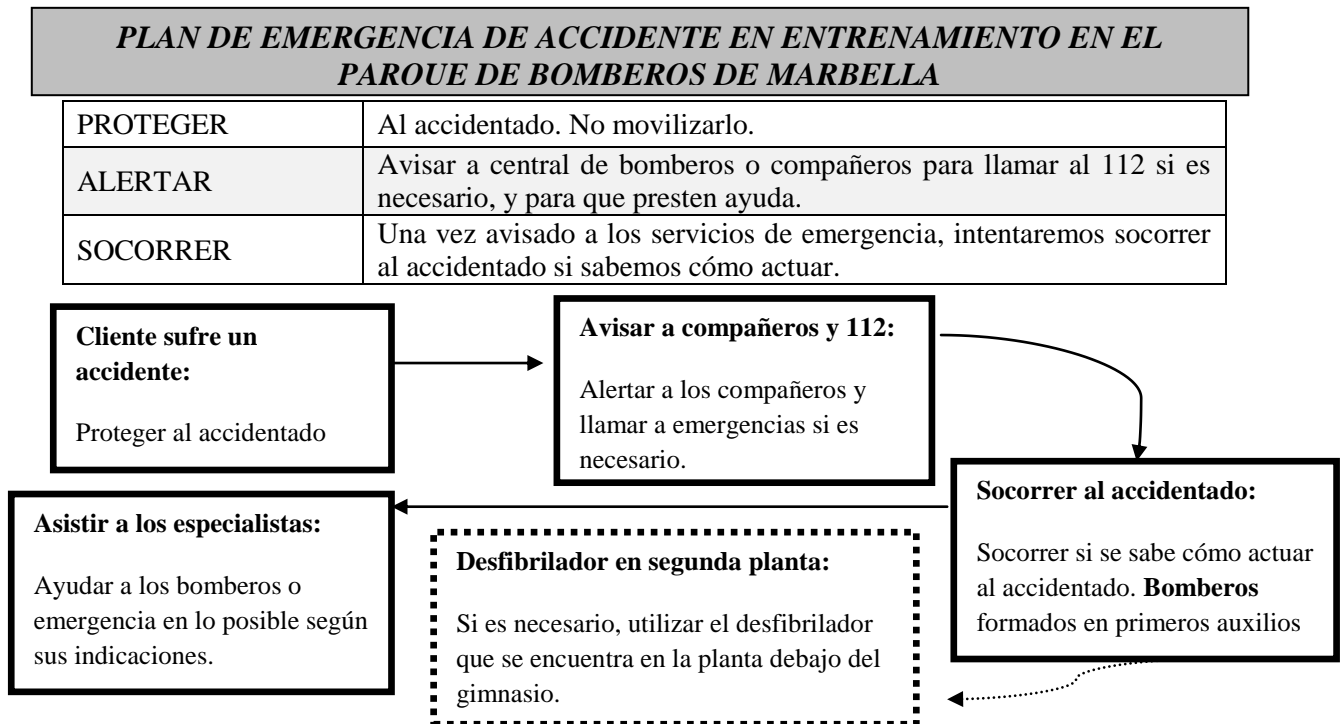 PLAN DE EMERGENCIA DE ACCIDENTE EN ENTRENAMIENTO EN EL
PAROUE DE BOMBEROS DE MARBELLA
PROTEGER
Al accidentado. No movilizarlo.
ALERTAR
Avisar a central de bomberos o compañeros para llamar al 112 si es
necesario, y para que presten ayuda.
SOCORRER
Una vez avisado a los servicios de emergencia, intentaremos socorrer
al accidentado si sabemos cómo actuar.
Cliente sufre un
accidente:
Proteger al accidentado
Avisar a compañeros y 112:
Alertar a los compañeros y
llamar a emergencias si es
necesario.
Socorrer al accidentado:
Socorrer si se sabe cómo actuar
al accidentado. Bomberos
formados en primeros auxilios
Asistir a los especialistas:
Ayudar a los bomberos o
emergencia en lo posible según
sus indicaciones.
Desfibrilador en segunda planta:
Si es necesario, utilizar el desfibrilador
que se encuentra en la planta debajo del
gimnasio.